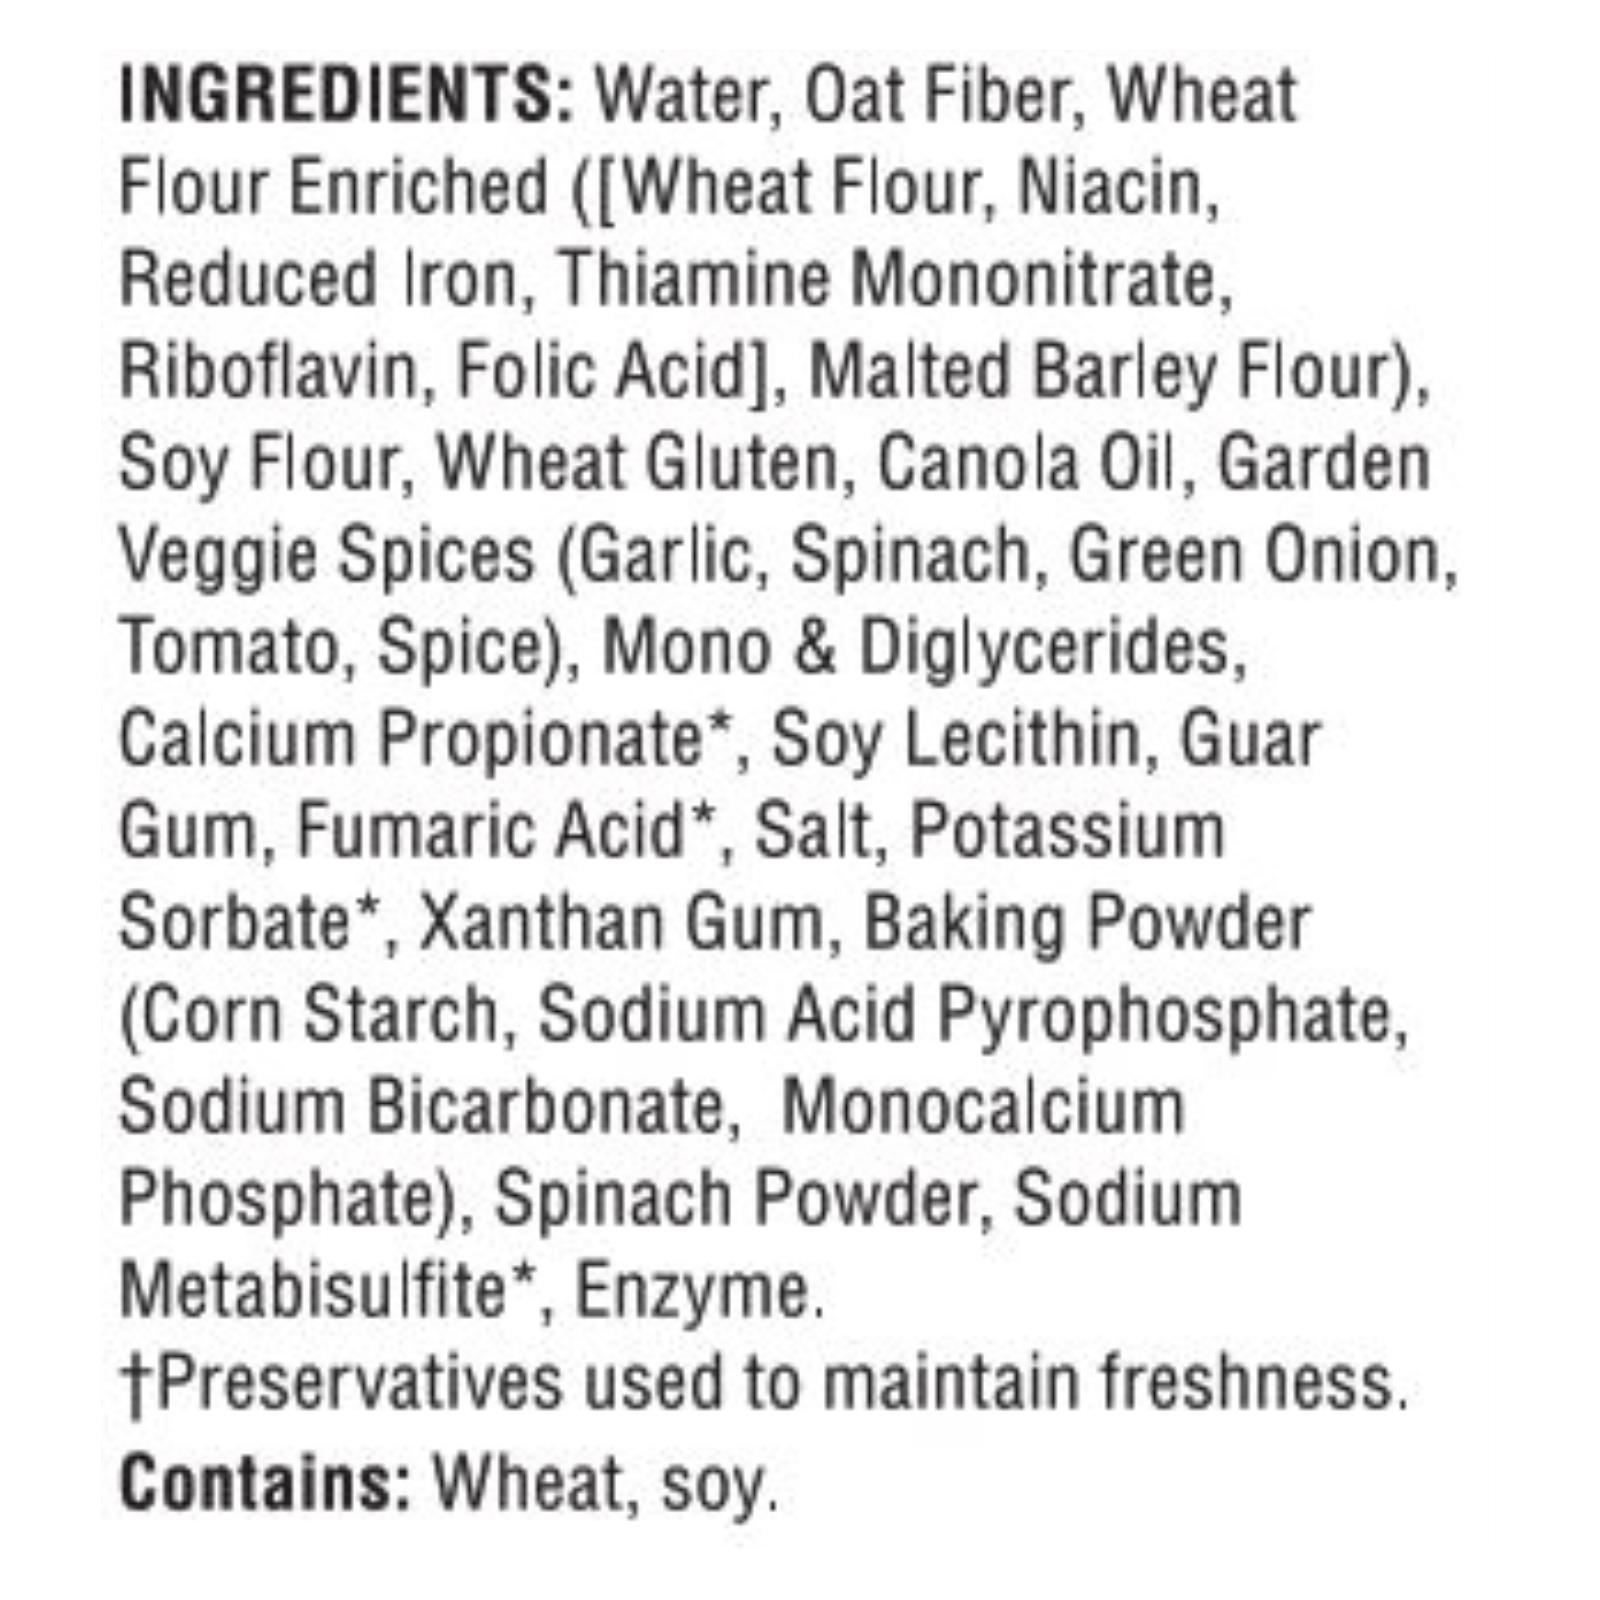 INGREDIENTS: Water, Oat Fiber, Wheat
Flour Enriched ([Wheat Flour, Niacin,
Reduced Iron, Thiamine Mononitrate,
Riboflavin, Folic Acid], Malted Barley Flour),
Soy Flour, Wheat Gluten, Canola Oil, Garden
Veggie Spices (Garlic, Spinach, Green Onion,
Tomato, Spice), Mono & Diglycerides,
Calcium Propionate*, Soy Lecithin, Guar
Gum, Fumaric Acid*, Salt, Potassium
Sorbate*, Xanthan Gum, Baking Powder
(Corn Starch, Sodium Acid Pyrophosphate,
Sodium Bicarbonate,  Monocalcium
Phosphate), Spinach Powder, Sodium
Metabisulfite*, Enzyme.
†Preservatives used to maintain freshness.
Contains: Wheat, soy.